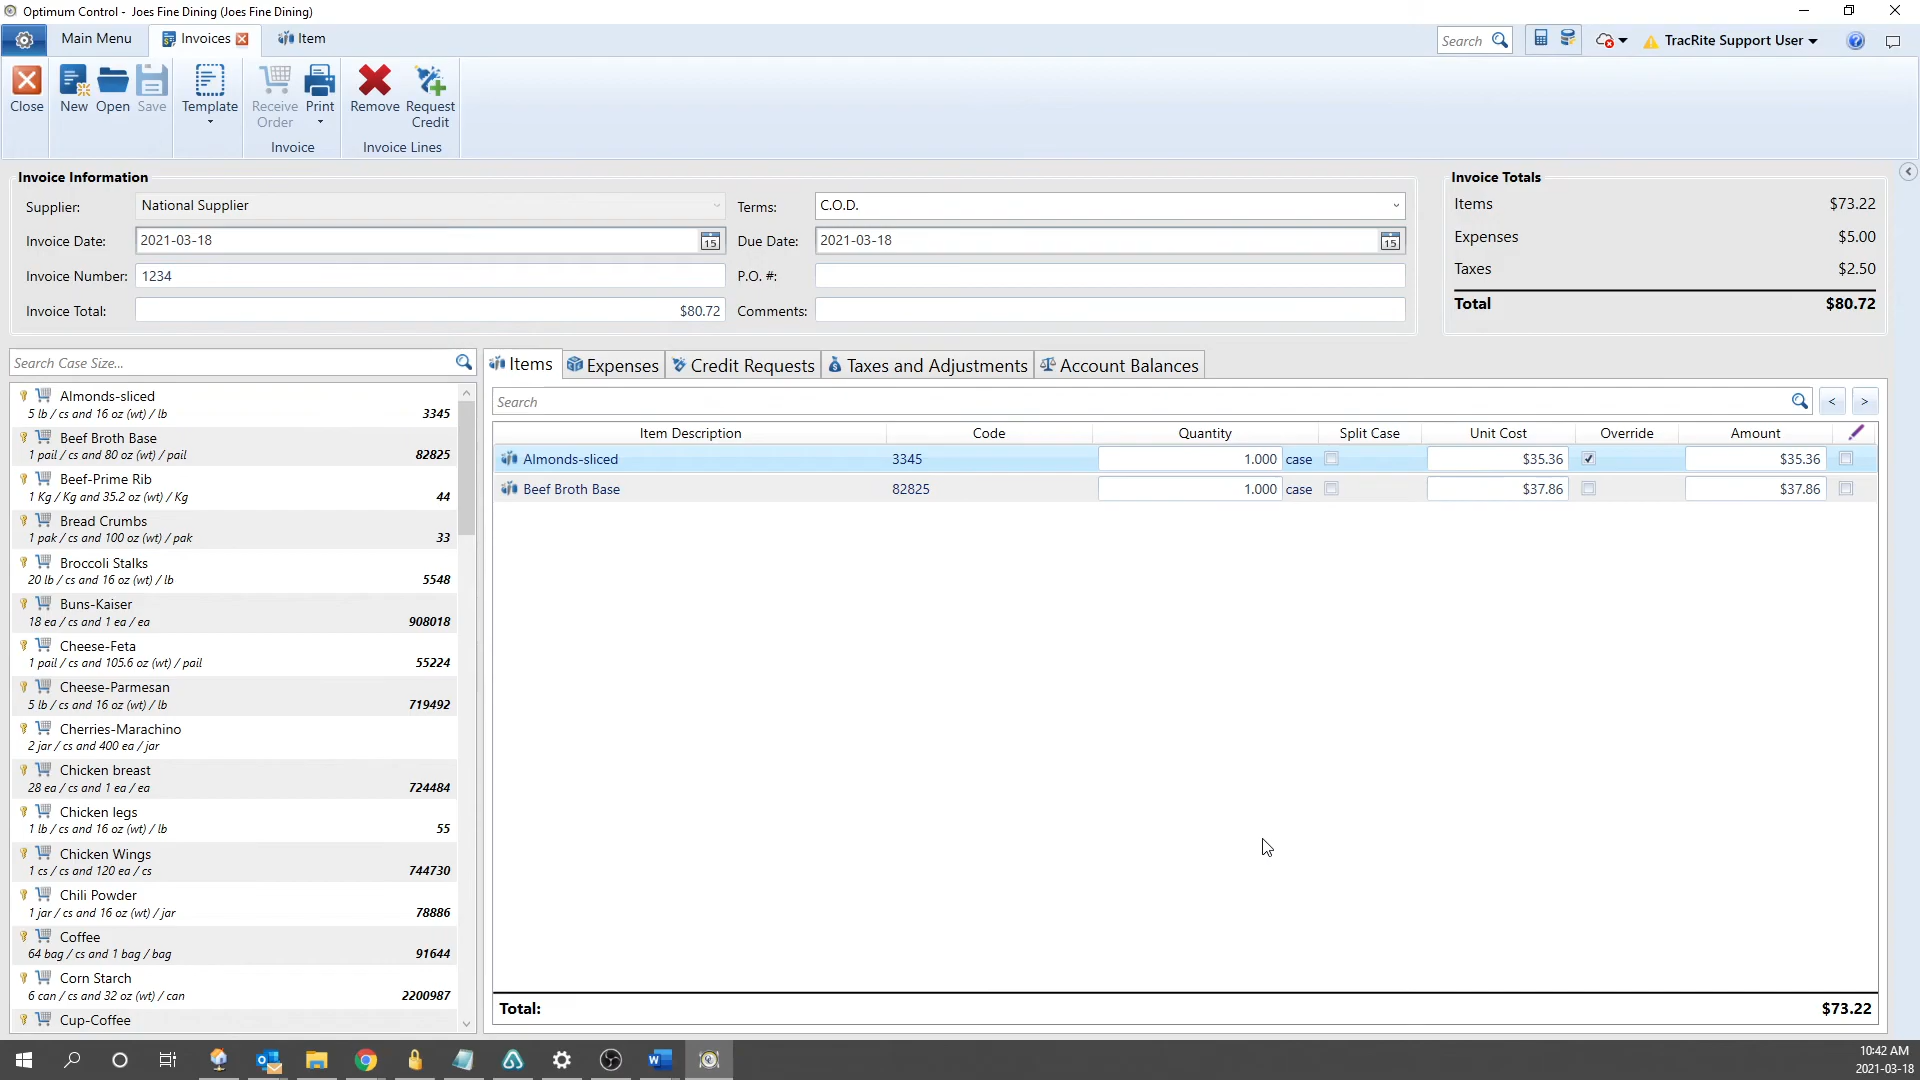 Optimum Control - Joes Fine Dining (Joes Fine Dining)
Main Menu
Invoices
Item
Search
TracRite Support User
Close
New
Open
Save
Template
Receive Order
Print
Remove
Request Credit
Invoice
Invoice Lines
Invoice Information
Supplier: National Supplier
Terms: C.O.D.
Invoice Date: 2021-03-18
15
Due Date: 2021-03-18
15
Invoice Number: 1234
P.O. #:
Invoice Total: $80.72
Comments:
Invoice Totals
Items $73.22
Expenses $5.00
Taxes $2.50
Total $80.72
Search Case Size...
Almonds-sliced
5 lb / cs and 16 oz (wt) / lb 3345
Beef Broth Base
1 pail / cs and 80 oz (wt) / pail 82825
Beef-Prime Rib
1 Kg / Kg and 35.2 oz (wt) / Kg 44
Bread Crumbs
1 pak / cs and 100 oz (wt) / pak 33
Broccoli Stalks
20 lb / cs and 16 oz (wt) / lb 5548
Buns-Kaiser
18 ea / cs and 1 ea / ea 908018
Cheese-Feta
1 pail / cs and 105.6 oz (wt) / pail 55224
Cheese-Parmesan
5 lb / cs and 16 oz (wt) / lb 719492
Cherries-Marachino
2 jar / cs and 400 ea / jar
Chicken breast
28 ea / cs and 1 ea / ea 724484
Chicken legs
1 lb / cs and 16 oz (wt) / lb 55
Chicken Wings
1 cs / cs and 120 ea / cs 744730
Chili Powder
1 jar / cs and 16 oz (wt) / jar 78886
Coffee
64 bag / cs and 1 bag / bag 91644
Corn Starch
6 can / cs and 32 oz (wt) / can 2200987
Cup-Coffee
Items
Expenses
Credit Requests
Taxes and Adjustments
Account Balances
Search
<
>
Item Description Code Quantity Split Case Unit Cost Override Amount
Almonds-sliced 3345 1.000 case $35.36 $35.36
Beef Broth Base 82825 1.000 case $37.86 $37.86
Total: $73.22
10:42 AM
2021-03-18